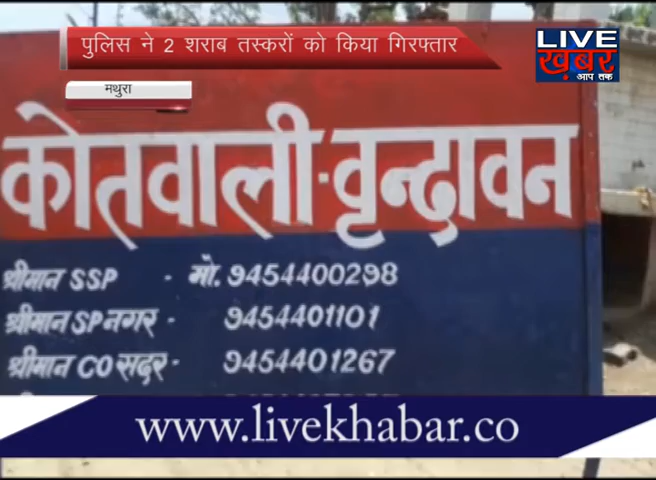 पुलिस ने 2 शराब तस्करों को किया गिरफ्तार
LIVE
ख़बर
आप तक
मथुरा
कोतवाली·वृन्दावन
श्रीमान SSP - मो. 9454400298
श्रीमान SP नगर - 9454401101
श्रीमान CO सदर - 9454401267
www.livekhabar.co